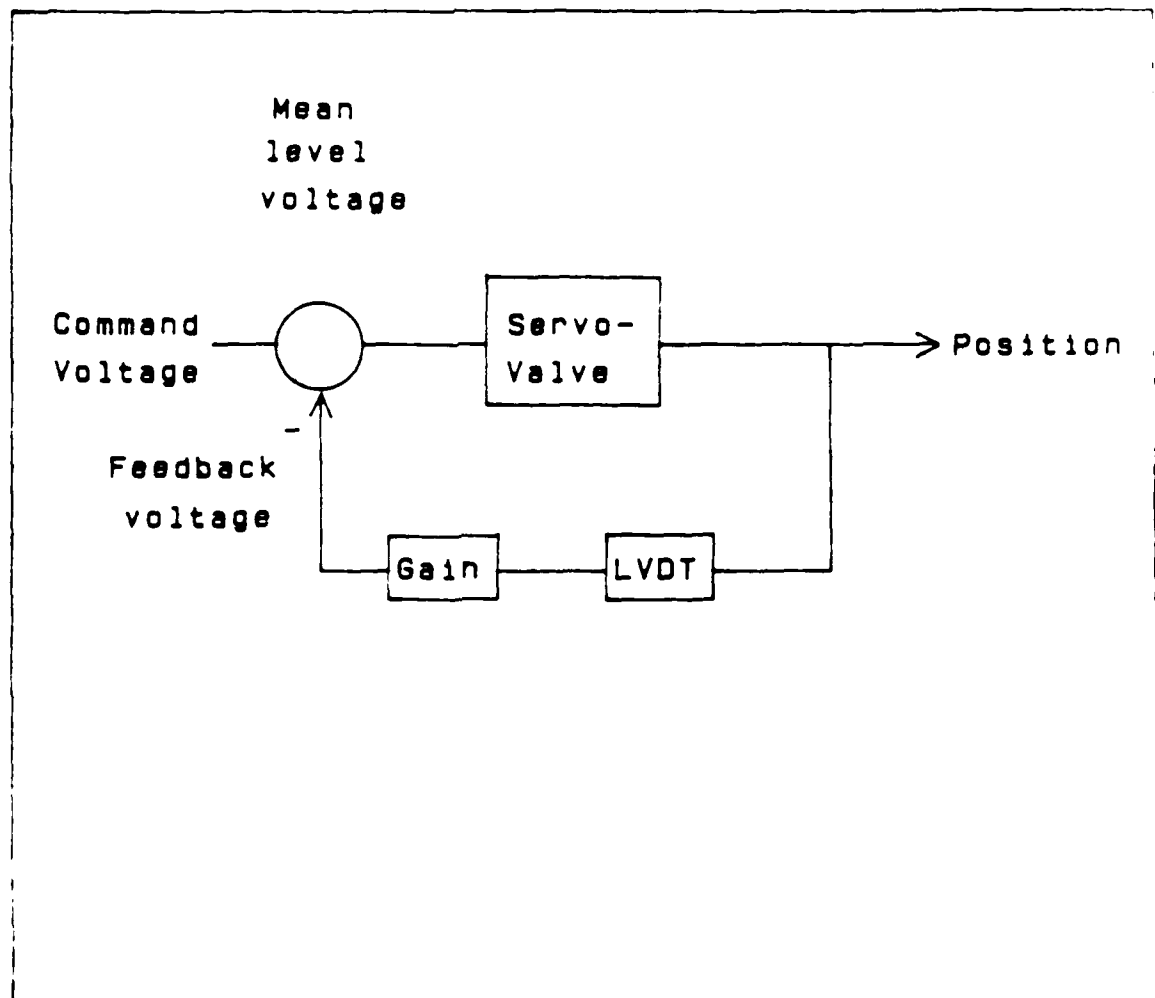 Mean
level
voltage
Command
Voltage
Servo-
Valve
Position
-
Feedback
voltage
Gain
LVDT